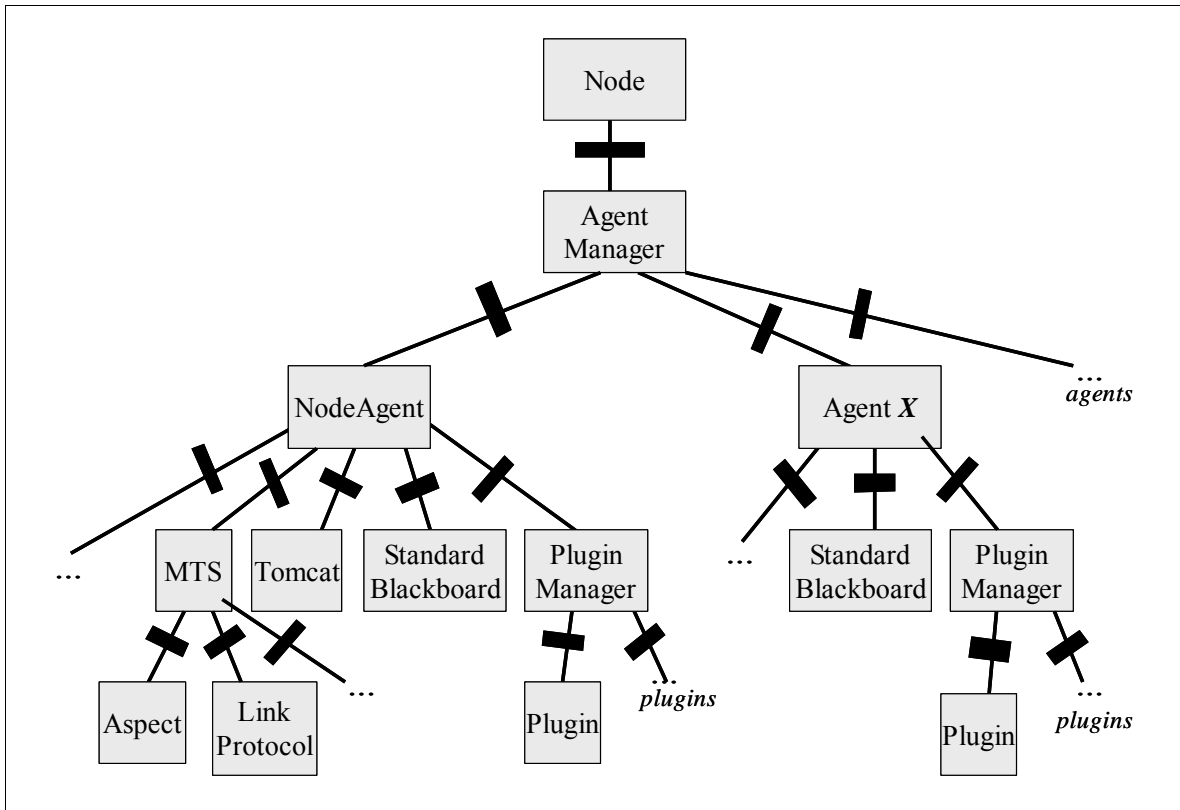 Node
Agent
Manager
...
agents
NodeAgent
Agent X
...
MTS
Tomcat
Standard
Blackboard
Plugin
Manager
...
Standard
Blackboard
Plugin
Manager
Aspect
Link
Protocol
...
Plugin
...
plugins
Plugin
...
plugins